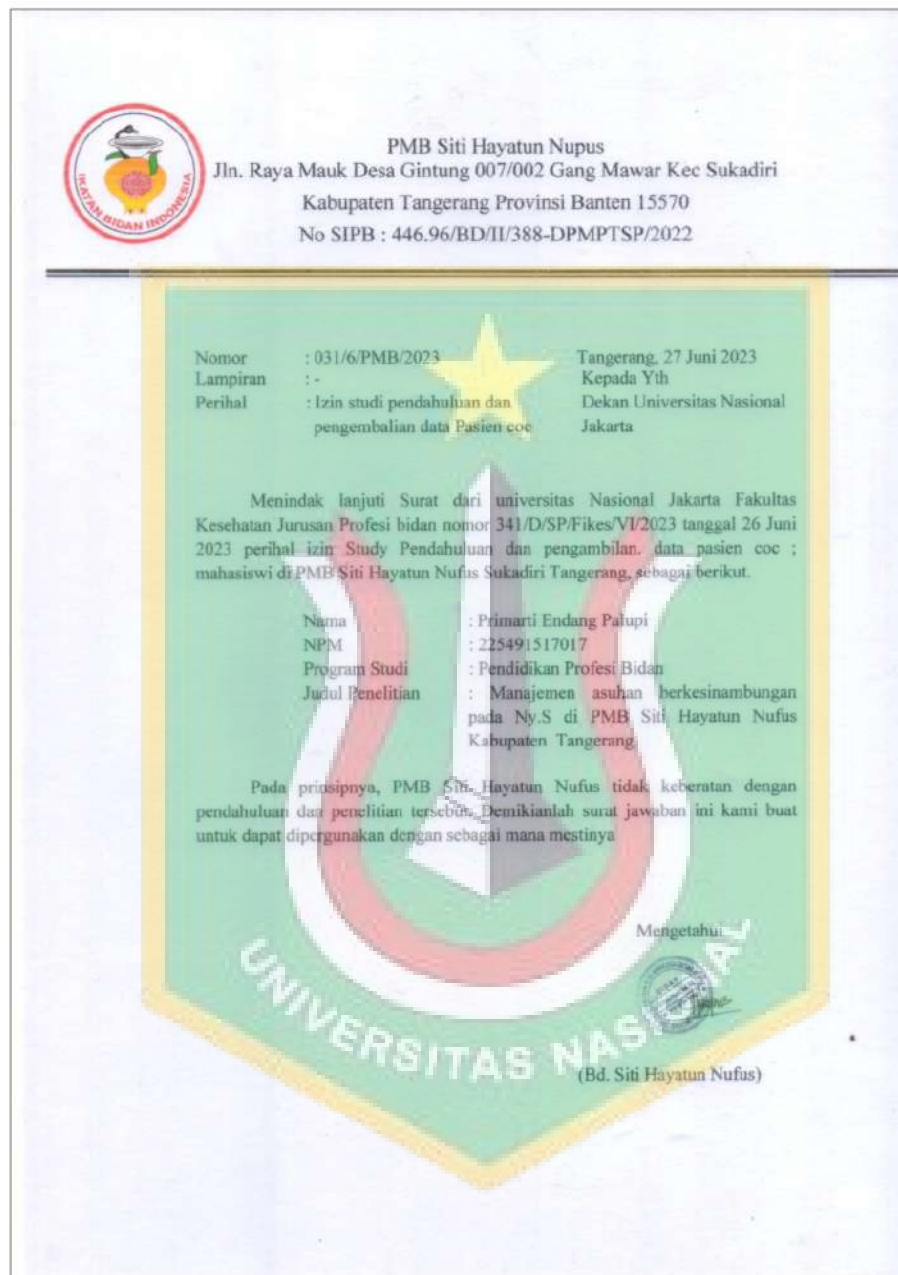 IKATAN BIDAN INDONESIA
PMB Siti Hayatun Nupus
Jln. Raya Mauk Desa Gintung 007/002 Gang Mawar Kec Sukadiri
Kabupaten Tangerang Provinsi Banten 15570
No SIPB : 446.96/BD/II/388-DPMPTSP/2022
Nomor : 031/6/PMB/2023 Tangerang, 27 Juni 2023
Lampiran : - Kepada Yth
Perihal : Izin studi pendahuluan dan Dekan Universitas Nasional
pengembalian data Pasien coc Jakarta
Menindak lanjuti Surat dari universitas Nasional Jakarta Fakultas
Kesehatan Jurusan Profesi bidan nomor 341/D/SP/Fikes/VI/2023 tanggal 26 Juni
2023 perihal izin Study Pendahuluan dan pengambilan. data pasien coc ;
mahasiswi di PMB Siti Hayatun Nufus Sukadiri Tangerang, sebagai berikut.
Nama : Primarti Endang Palupi
NPM : 225491517017
Program Studi : Pendidikan Profesi Bidan
Judul Penelitian : Manajemen asuhan berkesinambungan
pada Ny.S di PMB Siti Hayatun Nufus
Kabupaten Tangerang
Pada prinsipnya, PMB Siti Hayatun Nufus tidak keberatan dengan
pendahuluan dan penelitian tersebut. Demikianlah surat jawaban ini kami buat
untuk dapat dipergunakan dengan sebagai mana mestinya
Mengetahui
(Bd. Siti Hayatun Nufus)
UNIVERSITAS NASIONAL